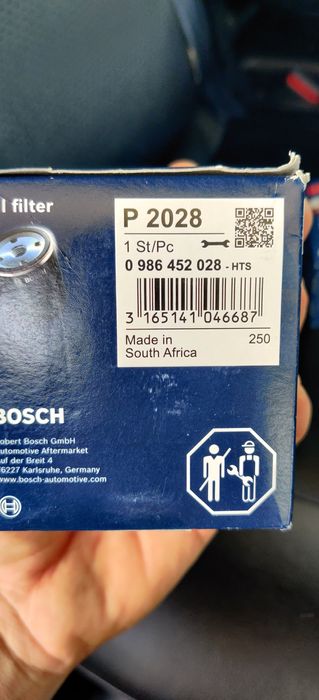 l filter
P 2028
1 St/Pc
0 986 452 028 - HTS
3 165141 046687
Made in
South Africa
250
BOSCH
obert Bosch GmbH
utomotive Aftermarket
uf der Breit 4
76227 Karlsruhe, Germany
www.bosch-automotive.com